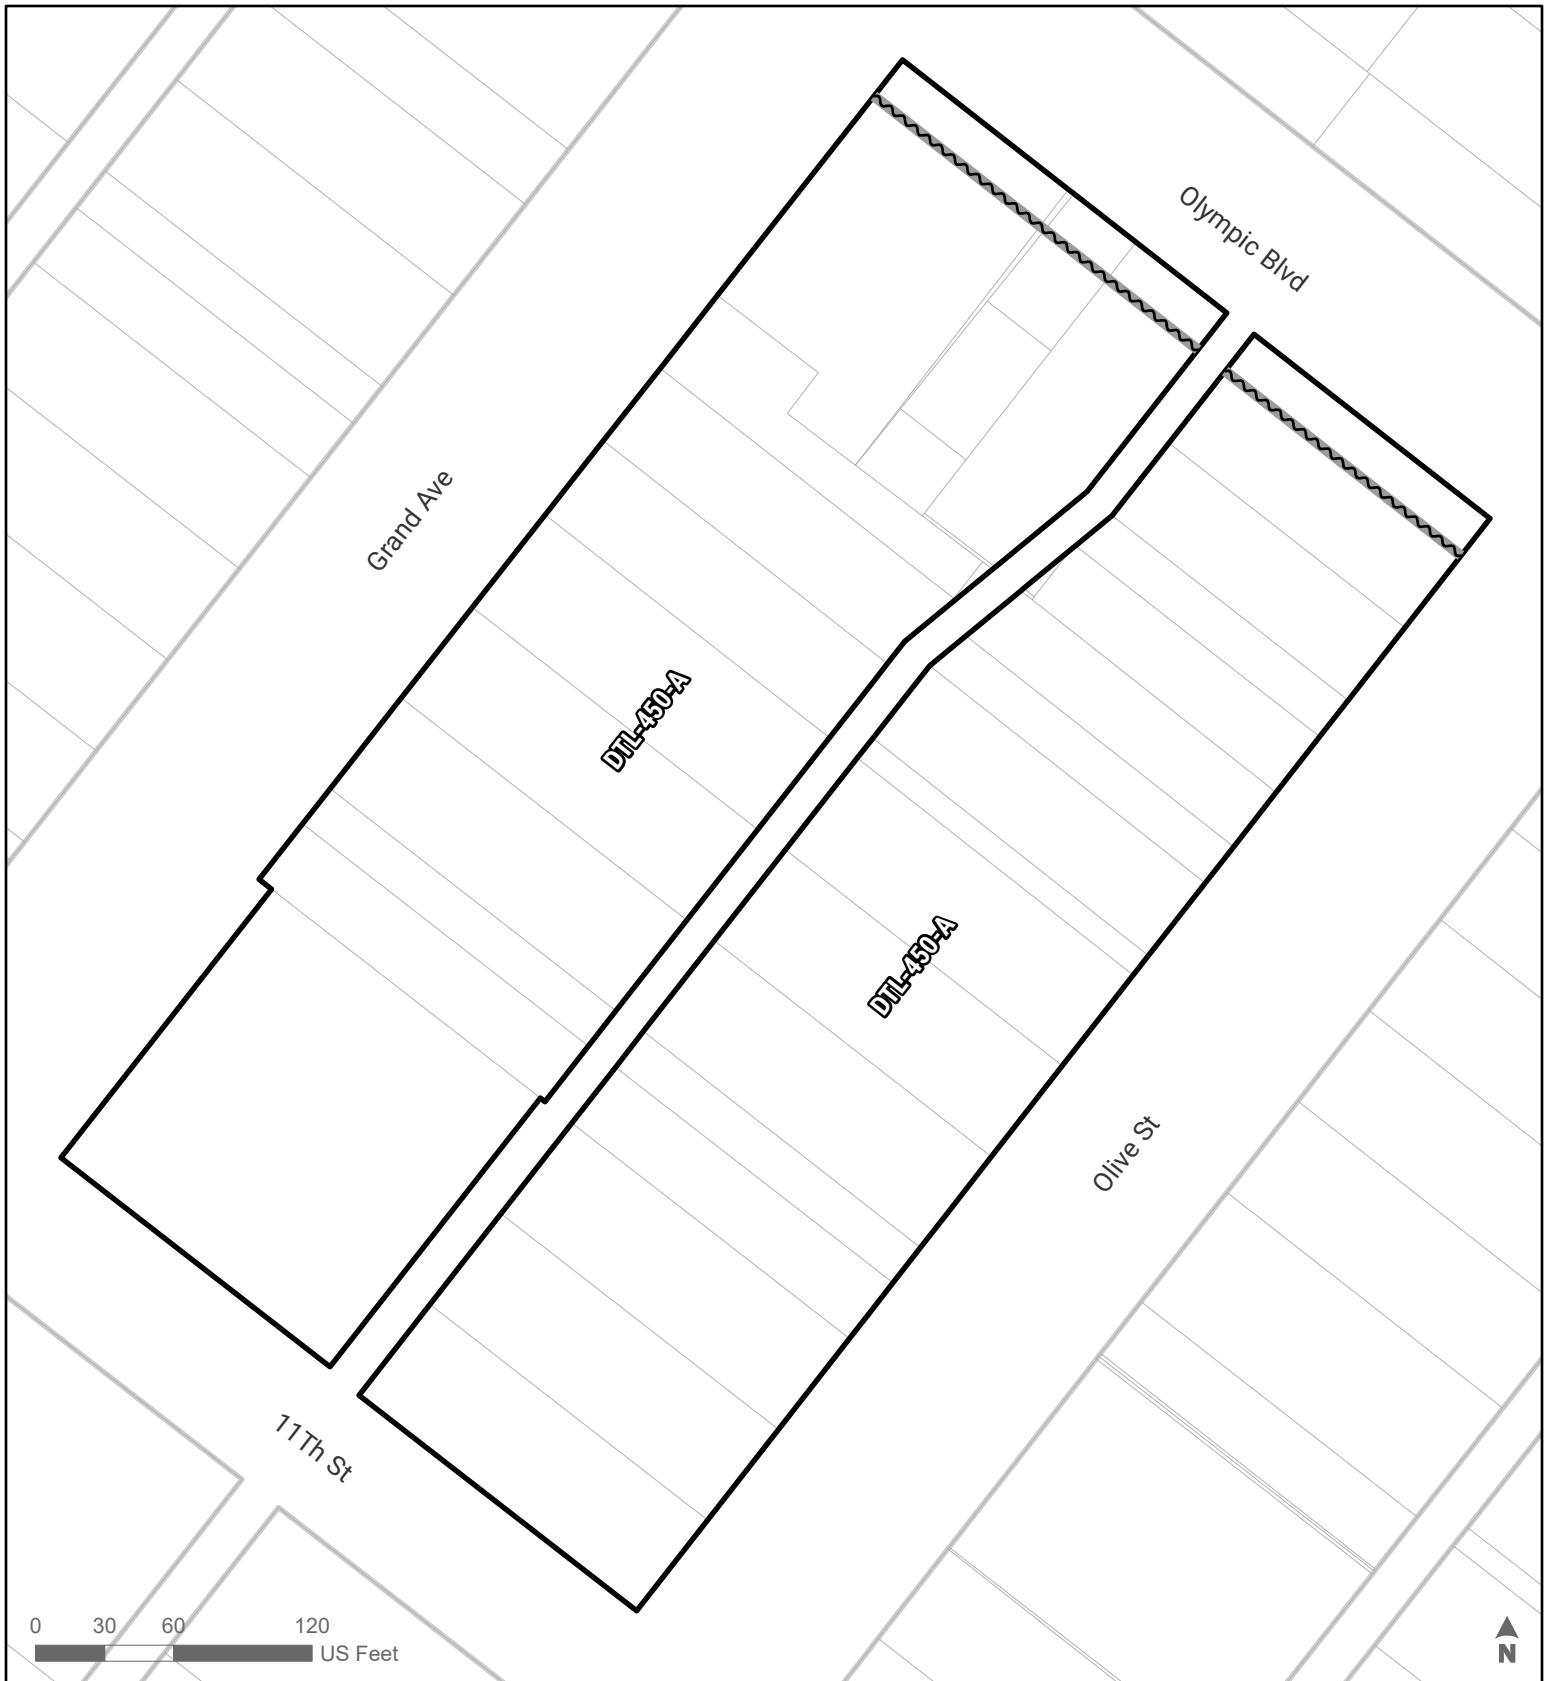 Olympic Blvd
Grand Ave
DTL-450-A
DTL-450-A
Olive St
11Th St
0 30 60 120
US Feet
N